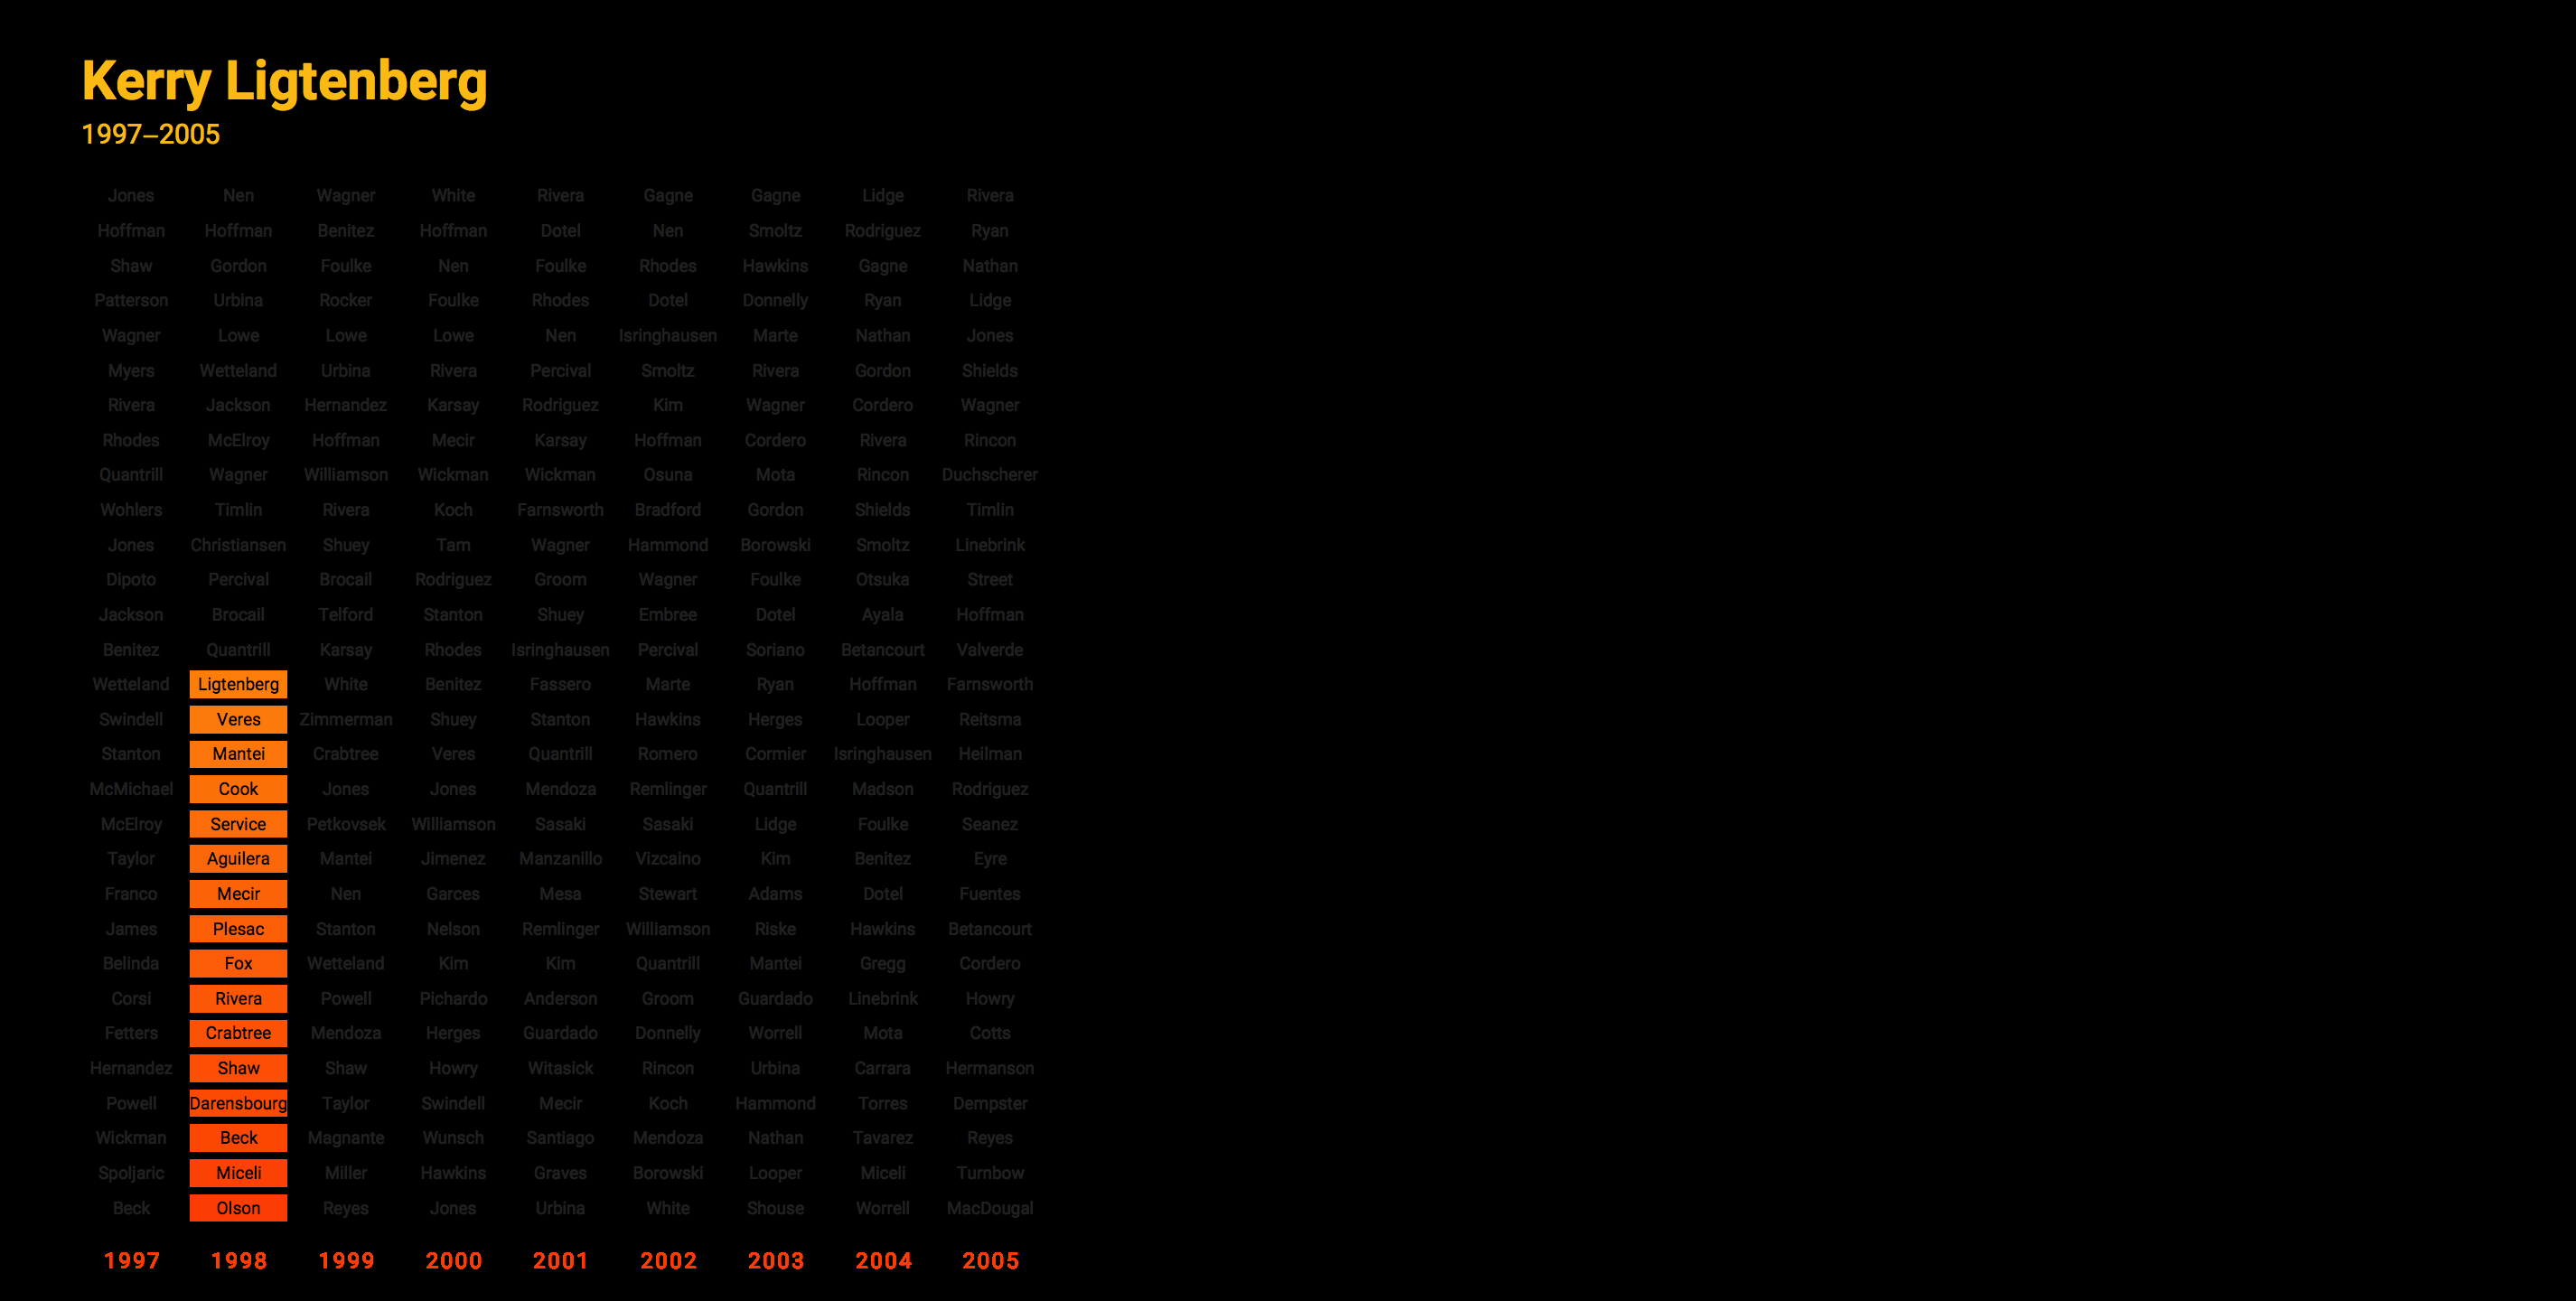 Kerry Ligtenberg
1997–2005
Jones Nen Wagner White Rivera Gagne Gagne Lidge Rivera
Hoffman Hoffman Benitez Hoffman Dotel Nen Smoltz Rodriguez Ryan
Shaw Gordon Foulke Nen Foulke Rhodes Hawkins Gagne Nathan
Patterson Urbina Rocker Foulke Rhodes Dotel Donnelly Ryan Lidge
Wagner Lowe Lowe Lowe Nen Isringhausen Marte Nathan Jones
Myers Wetteland Urbina Rivera Percival Smoltz Rivera Gordon Shields
Rivera Jackson Hernandez Karsay Rodriguez Kim Wagner Cordero Wagner
Rhodes McElroy Hoffman Mecir Karsay Hoffman Cordero Rivera Rincon
Quantrill Wagner Williamson Wickman Wickman Osuna Mota Rincon Duchscherer
Wohlers Timlin Rivera Koch Farnsworth Bradford Gordon Shields Timlin
Jones Christiansen Shuey Tam Wagner Hammond Borowski Smoltz Linebrink
Dipoto Percival Brocail Rodriguez Groom Wagner Foulke Otsuka Street
Jackson Brocail Telford Stanton Shuey Embree Dotel Ayala Hoffman
Benitez Quantrill Karsay Rhodes Isringhausen Percival Soriano Betancourt Valverde
Wetteland Ligtenberg White Benitez Fassero Marte Ryan Hoffman Farnsworth
Swindell Veres Zimmerman Shuey Stanton Hawkins Herges Looper Reitsma
Stanton Mantei Crabtree Veres Quantrill Romero Cormier Isringhausen Heilman
McMichael Cook Jones Jones Mendoza Remlinger Quantrill Madson Rodriguez
McElroy Service Petkovsek Williamson Sasaki Sasaki Lidge Foulke Seanez
Taylor Aguilera Mantei Jimenez Manzanillo Vizcaino Kim Benitez Eyre
Franco Mecir Nen Garces Mesa Stewart Adams Dotel Fuentes
James Plesac Stanton Nelson Remlinger Williamson Riske Hawkins Betancourt
Belinda Fox Wetteland Kim Kim Quantrill Mantei Gregg Cordero
Corsi Rivera Powell Pichardo Anderson Groom Guardado Linebrink Howry
Fetters Crabtree Mendoza Herges Guardado Donnelly Worrell Mota Cotts
Hernandez Shaw Shaw Howry Witasick Rincon Urbina Carrara Hermanson
Powell Darensbourg Taylor Swindell Mecir Koch Hammond Torres Dempster
Wickman Beck Magnante Wunsch Santiago Mendoza Nathan Tavarez Reyes
Spoljaric Miceli Miller Hawkins Graves Borowski Looper Miceli Turnbow
Beck Olson Reyes Jones Urbina White Shouse Worrell MacDougal
1997 1998 1999 2000 2001 2002 2003 2004 2005